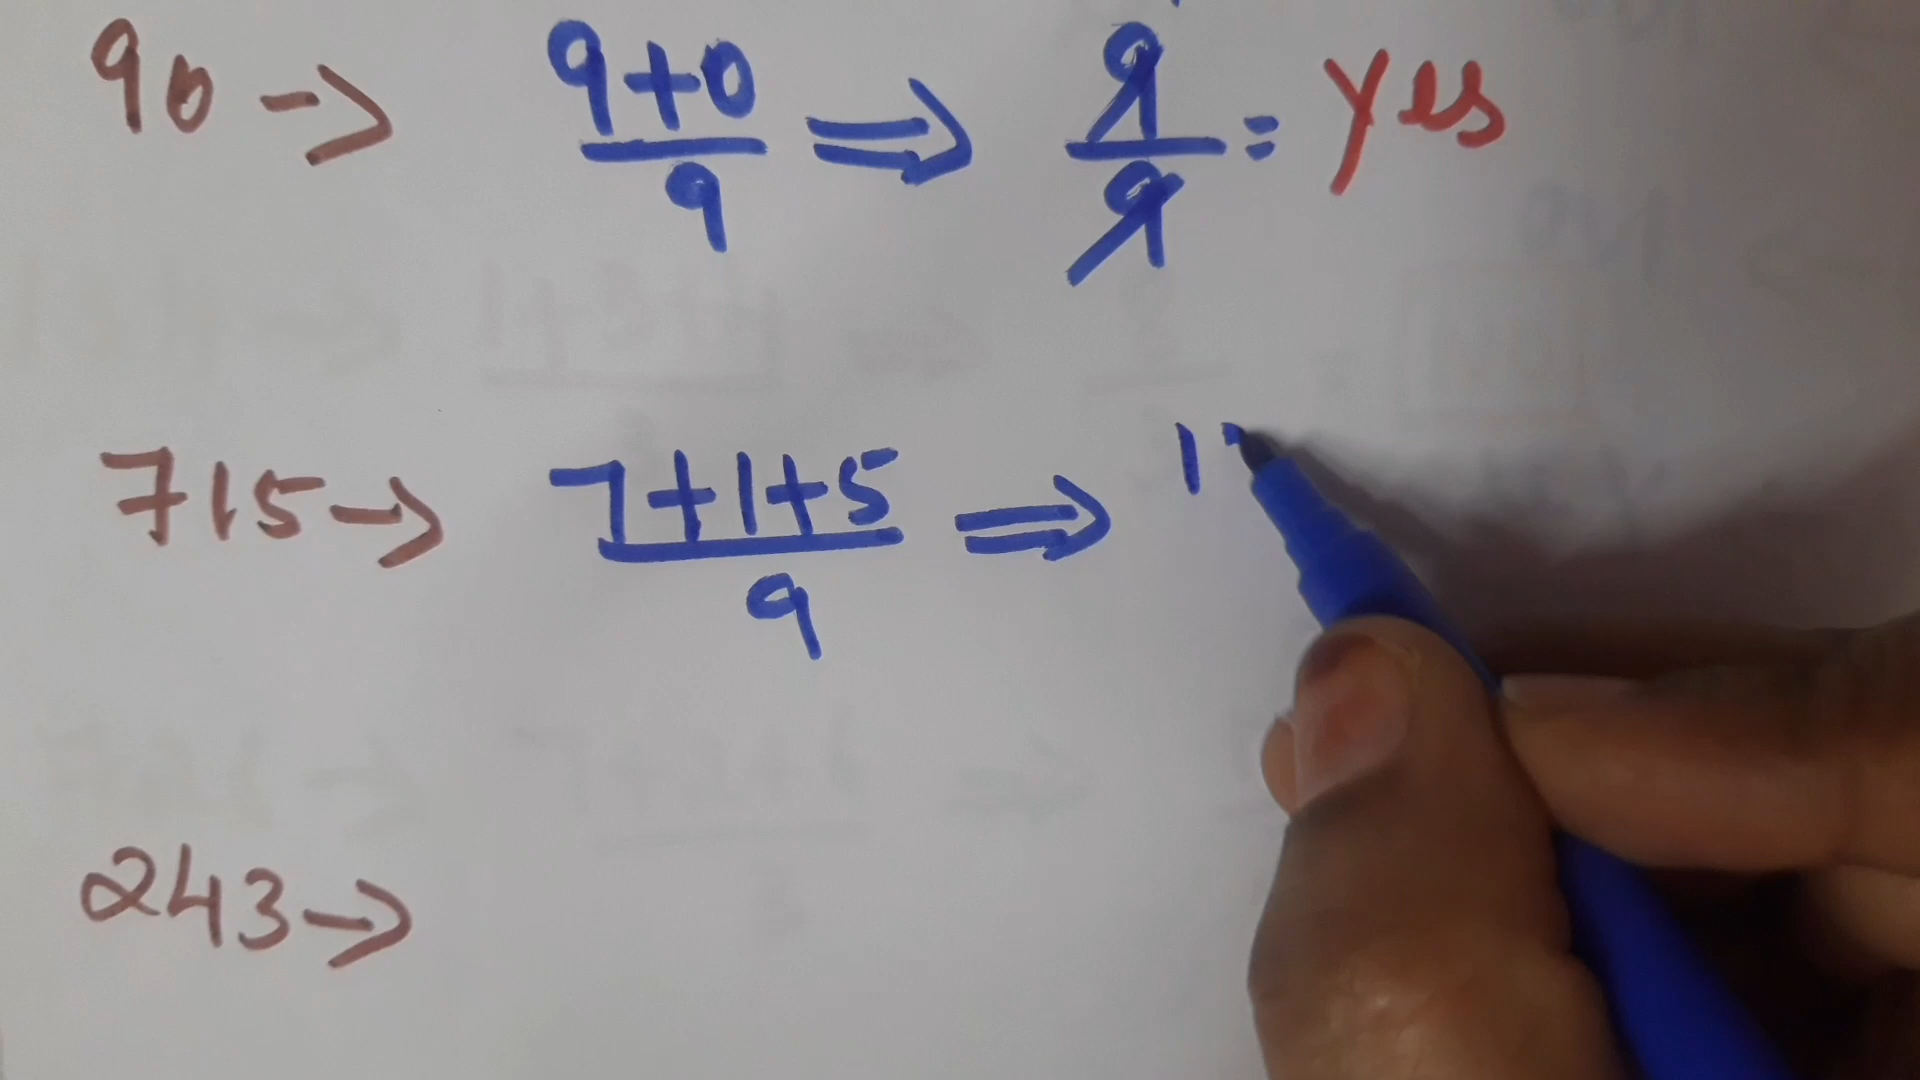 90 -> (9+0)/9 => 9/9 = yes
715 -> (7+1+5)/9 => 1
243 ->